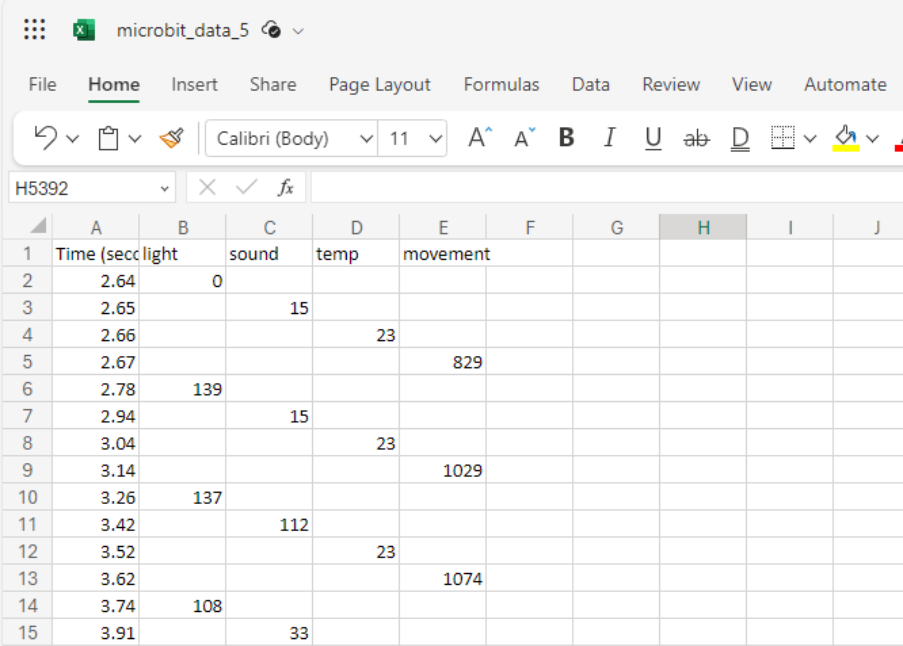 microbit_data_5
File Home Insert Share Page Layout Formulas Data Review View Automate
Calibri (Body) 11 A A B I U ab D
H5392 fx
A B C D E F G H I J
1 Time (secc light sound temp movement
2 2.64 0
3 2.65 15
4 2.66 23
5 2.67 829
6 2.78 139
7 2.94 15
8 3.04 23
9 3.14 1029
10 3.26 137
11 3.42 112
12 3.52 23
13 3.62 1074
14 3.74 108
15 3.91 33